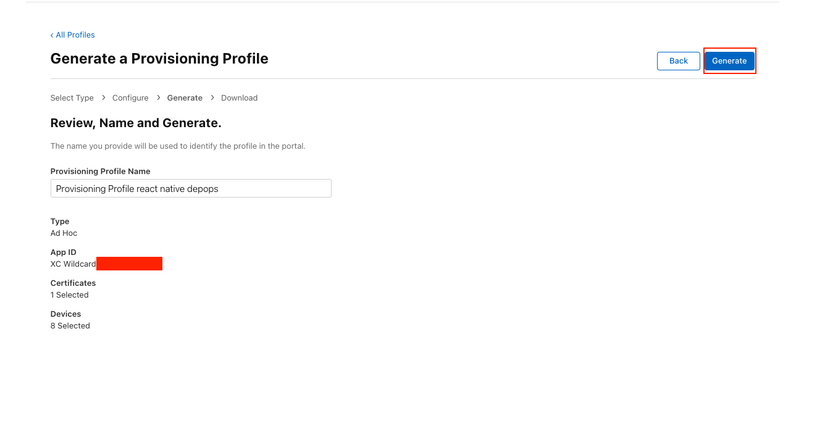 ‹ All Profiles
Generate a Provisioning Profile
Back
Generate
Select Type > Configure > Generate > Download
Review, Name and Generate.
The name you provide will be used to identify the profile in the portal.
Provisioning Profile Name
Provisioning Profile react native depops
Type
Ad Hoc
App ID
XC Wildcard
Certificates
1 Selected
Devices
8 Selected